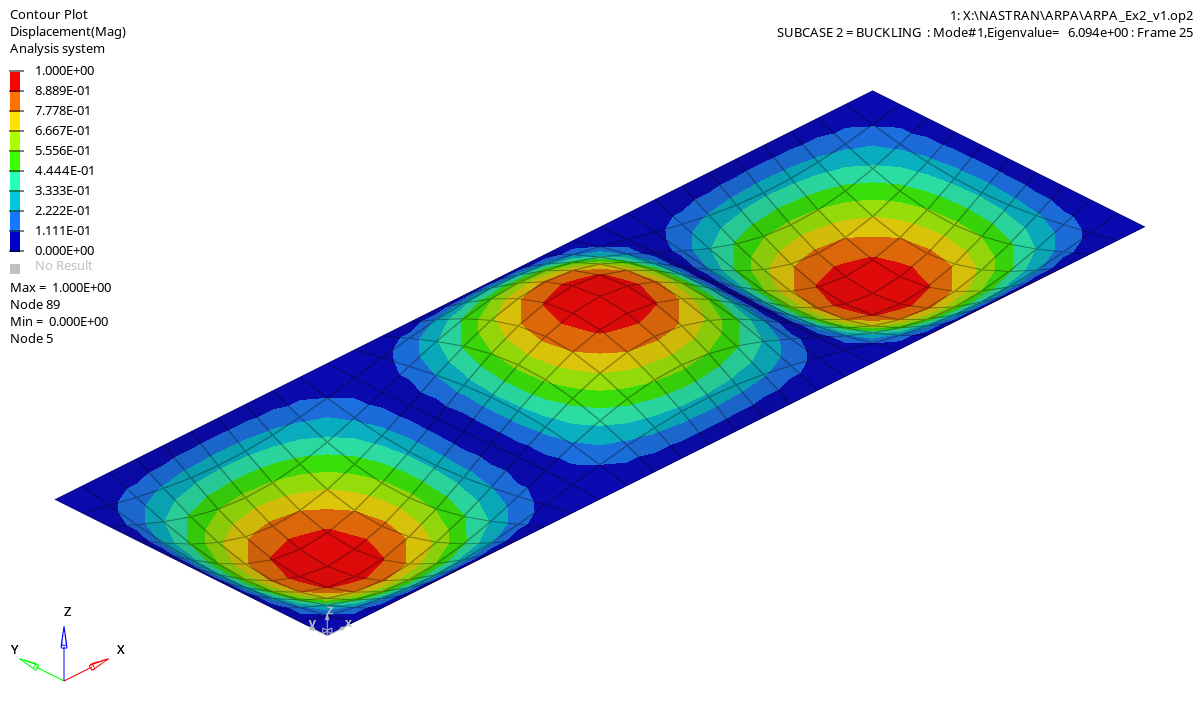 Contour Plot
Displacement(Mag)
Analysis system
1.000E+00
8.889E-01
7.778E-01
6.667E-01
5.556E-01
4.444E-01
3.333E-01
2.222E-01
1.111E-01
0.000E+00
No Result
Max = 1.000E+00
Node 89
Min = 0.000E+00
Node 5
1: X:\NASTRAN\ARPA\ARPA_Ex2_v1.op2
SUBCASE 2 = BUCKLING : Mode#1,Eigenvalue= 6.094e+00 : Frame 25
Z
Y X
Z
Y X